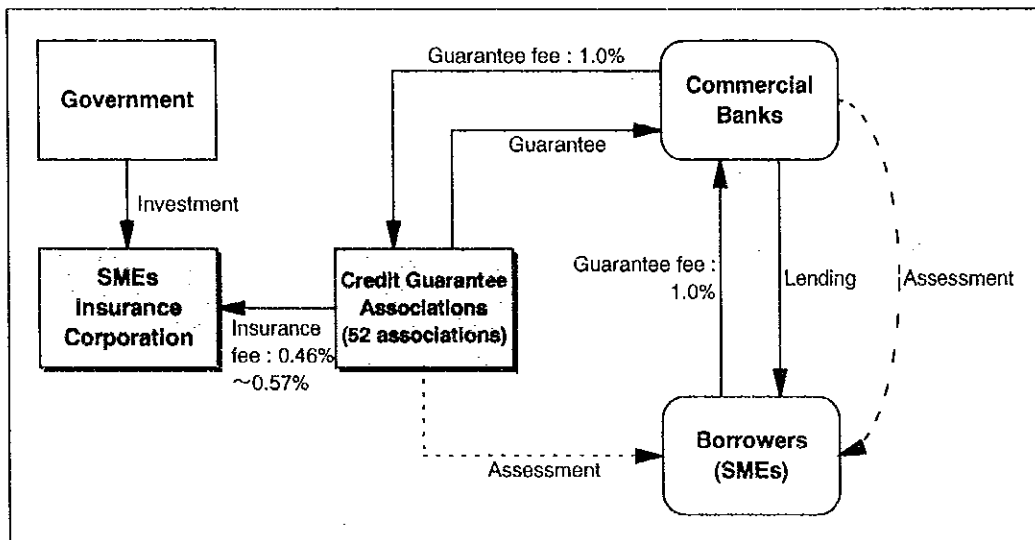 Government
Investment
SMEs
Insurance
Corporation
Insurance
fee : 0.46%
～0.57%
Credit Guarantee
Associations
(52 associations)
Guarantee fee : 1.0%
Guarantee
Commercial
Banks
Guarantee fee :
1.0%
Lending
Assessment
Assessment
Borrowers
(SMEs)